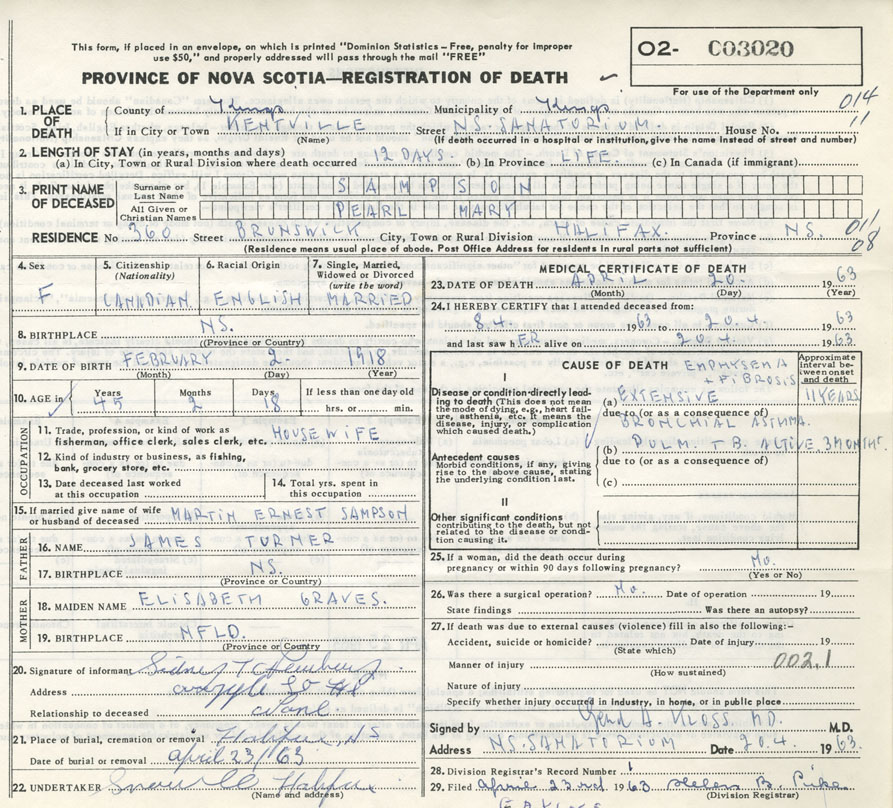 This form, if placed in an envelope, on which is printed "Dominion Statistics – Free, penalty for improper
use $50," and properly addressed will pass through the mail "FREE"
PROVINCE OF NOVA SCOTIA—REGISTRATION OF DEATH
O2- C03020
For use of the Department only
014
11
1. PLACE OF DEATH
County of Kings Municipality of Kings
If in City or Town KENTVILLE Street NS. SANATORIUM. House No.
(Name) (If death occurred in a hospital or institution, give the name instead of street and number)
2. LENGTH OF STAY (in years, months and days)
(a) In City, Town or Rural Division where death occurred 12 DAYS. (b) In Province LIFE. (c) In Canada (if immigrant)
3. PRINT NAME OF DECEASED
Surname or Last Name SAMPSON
All Given or Christian Names PEARL MARY
RESIDENCE No 360 Street BRUNSWICK City, Town or Rural Division HALIFAX. Province NS.
011
08
(Residence means usual place of abode. Post Office Address for residents in rural parts not sufficient)
4. Sex F
5. Citizenship (Nationality) CANADIAN
6. Racial Origin ENGLISH
7. Single, Married, Widowed or Divorced (write the word) MARRIED
8. BIRTHPLACE NS.
(Province or Country)
9. DATE OF BIRTH FEBRUARY 2. 1918
(Month) (Day) (Year)
10. AGE in Years 45 Months 2 Days 18 If less than one day old
hrs. or min.
OCCUPATION
11. Trade, profession or kind of work as
fisherman, office clerk, sales clerk, etc. HOUSEWIFE
12. Kind of industry or business, as fishing,
bank, grocery store, etc.
13. Date deceased last worked
at this occupation
14. Total yrs. spent in
this occupation
15. If married give name of wife
or husband of deceased MARTIN ERNEST SAMPSON
FATHER
16. NAME JAMES TURNER
17. BIRTHPLACE NS.
(Province or Country)
MOTHER
18. MAIDEN NAME ELISABETH GRAVES.
19. BIRTHPLACE NFLD.
(Province or Country)
20. Signature of informant Sidney T
Address Argyle St Hfx
Relationship to deceased None
21. Place of burial, cremation or removal Halifax N S
Date of burial or removal April 23/63
22. UNDERTAKER Snow Halifax
(Name and address)
MEDICAL CERTIFICATE OF DEATH
23. DATE OF DEATH APRIL 20. 1963
(Month) (Day) (Year)
24. I HEREBY CERTIFY that I attended deceased from:
8.4. 1963 to 20.4. 63
and last saw hER alive on 20.4. 1963.
CAUSE OF DEATH
Approximate interval between onset and death
I
EMPHYSEMA
+ FIBROSIS
Disease or condition directly leading to death (This does not mean the mode of dying, e.g., heart failure, asthenia, etc. It means the disease, injury, or complication which caused death.)
(a) EXTENSIVE 11 YEARS
due to (or as a consequence of)
BRONCHIAL ASTHMA.
Antecedent causes
Morbid conditions, if any, giving rise to the above cause, stating the underlying condition last.
(b) PULM. TB. ACTIVE. 3 MONTHS.
due to (or as a consequence of)
(c)
II
Other significant conditions
contributing to the death, but not related to the disease or condition causing it.
25. If a woman, did the death occur during
pregnancy or within 90 days following pregnancy? No.
(Yes or No)
26. Was there a surgical operation? No. Date of operation 19
State findings Was there an autopsy?
27. If death was due to external causes (violence) fill in also the following:-
Accident, suicide or homicide? Date of injury 19
(State which)
Manner of injury 002.1
(How sustained)
Nature of injury
Specify whether injury occurred in Industry, in home, or in public place
Signed by A. KLOSS. MD. M.D.
Address NS. SANATORIUM Date 20.4. 1963.
28. Division Registrar's Record Number
29. Filed April 23rd. 1963 Helen B. Pike
(Division Registrar)